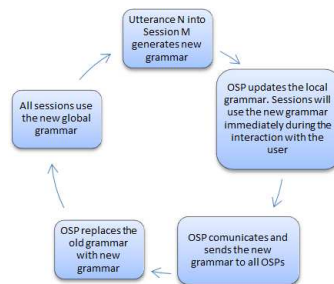 Utterance N into
Session M
generates new
grammar
OSP updates the local
grammar. Sessions will
use the new grammar
immediately during the
interaction with the
user
OSP comunicates and
sends the new
grammar to all OSPs
OSP replaces the
old grammar
with new
grammar
All sessions use
the new global
grammar